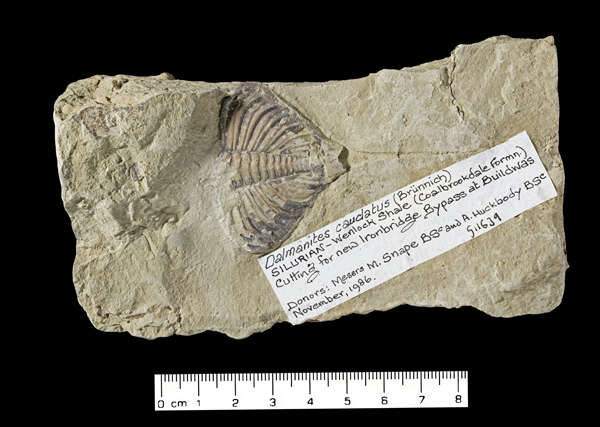 Dalmanites caudatus (Brünnich)
SILURIAN - Wenlock Shale (Coalbrookdale Formn.)
Cutting for new Ironbridge Bypass at Buildwas
Donors: Messrs M. Snape BSc and A. Huckbody BSc
November, 1986.
0 cm 1 2 3 4 5 6 7 8